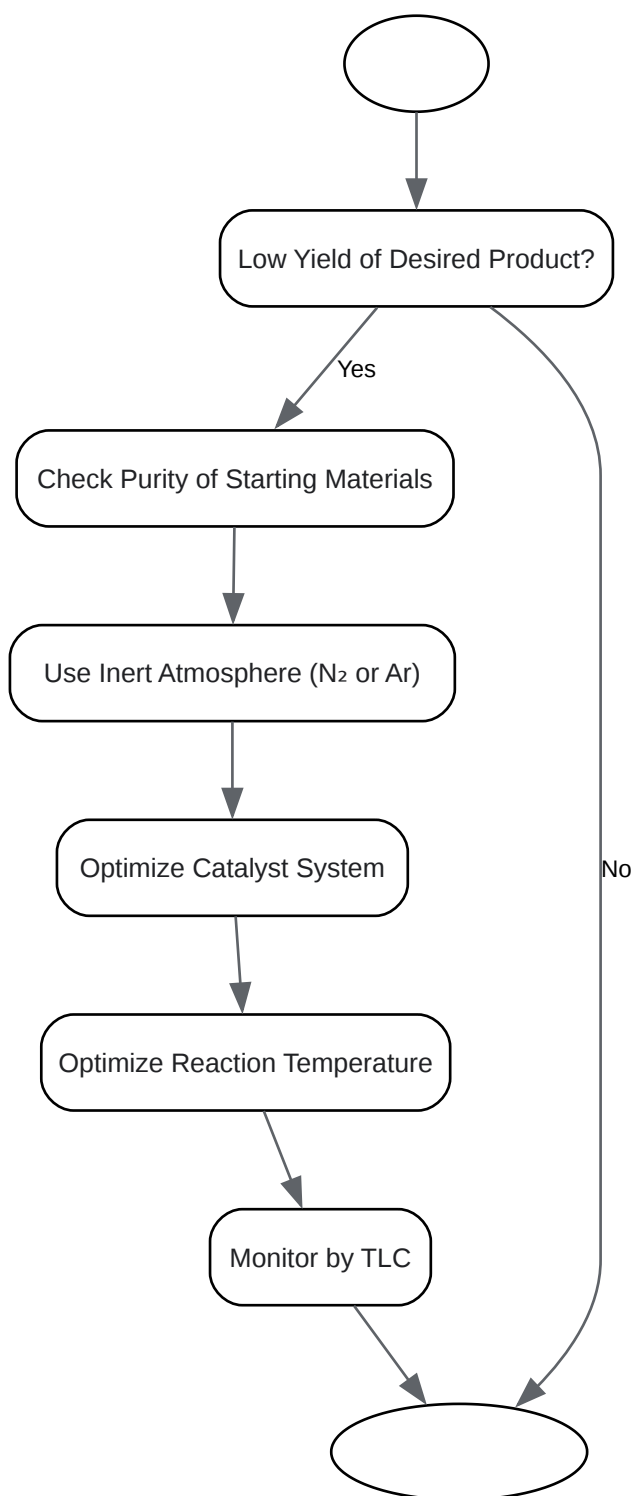 Low Yield of Desired Product?
Yes
Check Purity of Starting Materials
Use Inert Atmosphere (N₂ or Ar)
Optimize Catalyst System
No
Optimize Reaction Temperature
Monitor by TLC